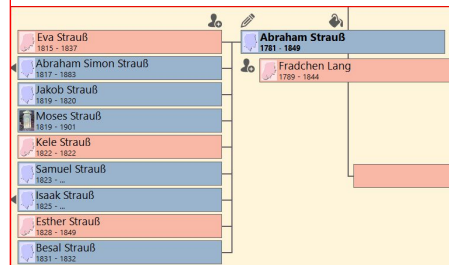 Eva Strauß
1815 - 1837
Abraham Simon Strauß
1817 - 1883
Jakob Strauß
1819 - 1820
Moses Strauß
1819 - 1901
Kele Strauß
1822 - 1822
Samuel Strauß
1823 - ...
Isaak Strauß
1825 - ...
Esther Strauß
1828 - 1849
Besal Strauß
1831 - 1832
Abraham Strauß
1781 - 1849
Fradchen Lang
1789 - 1844